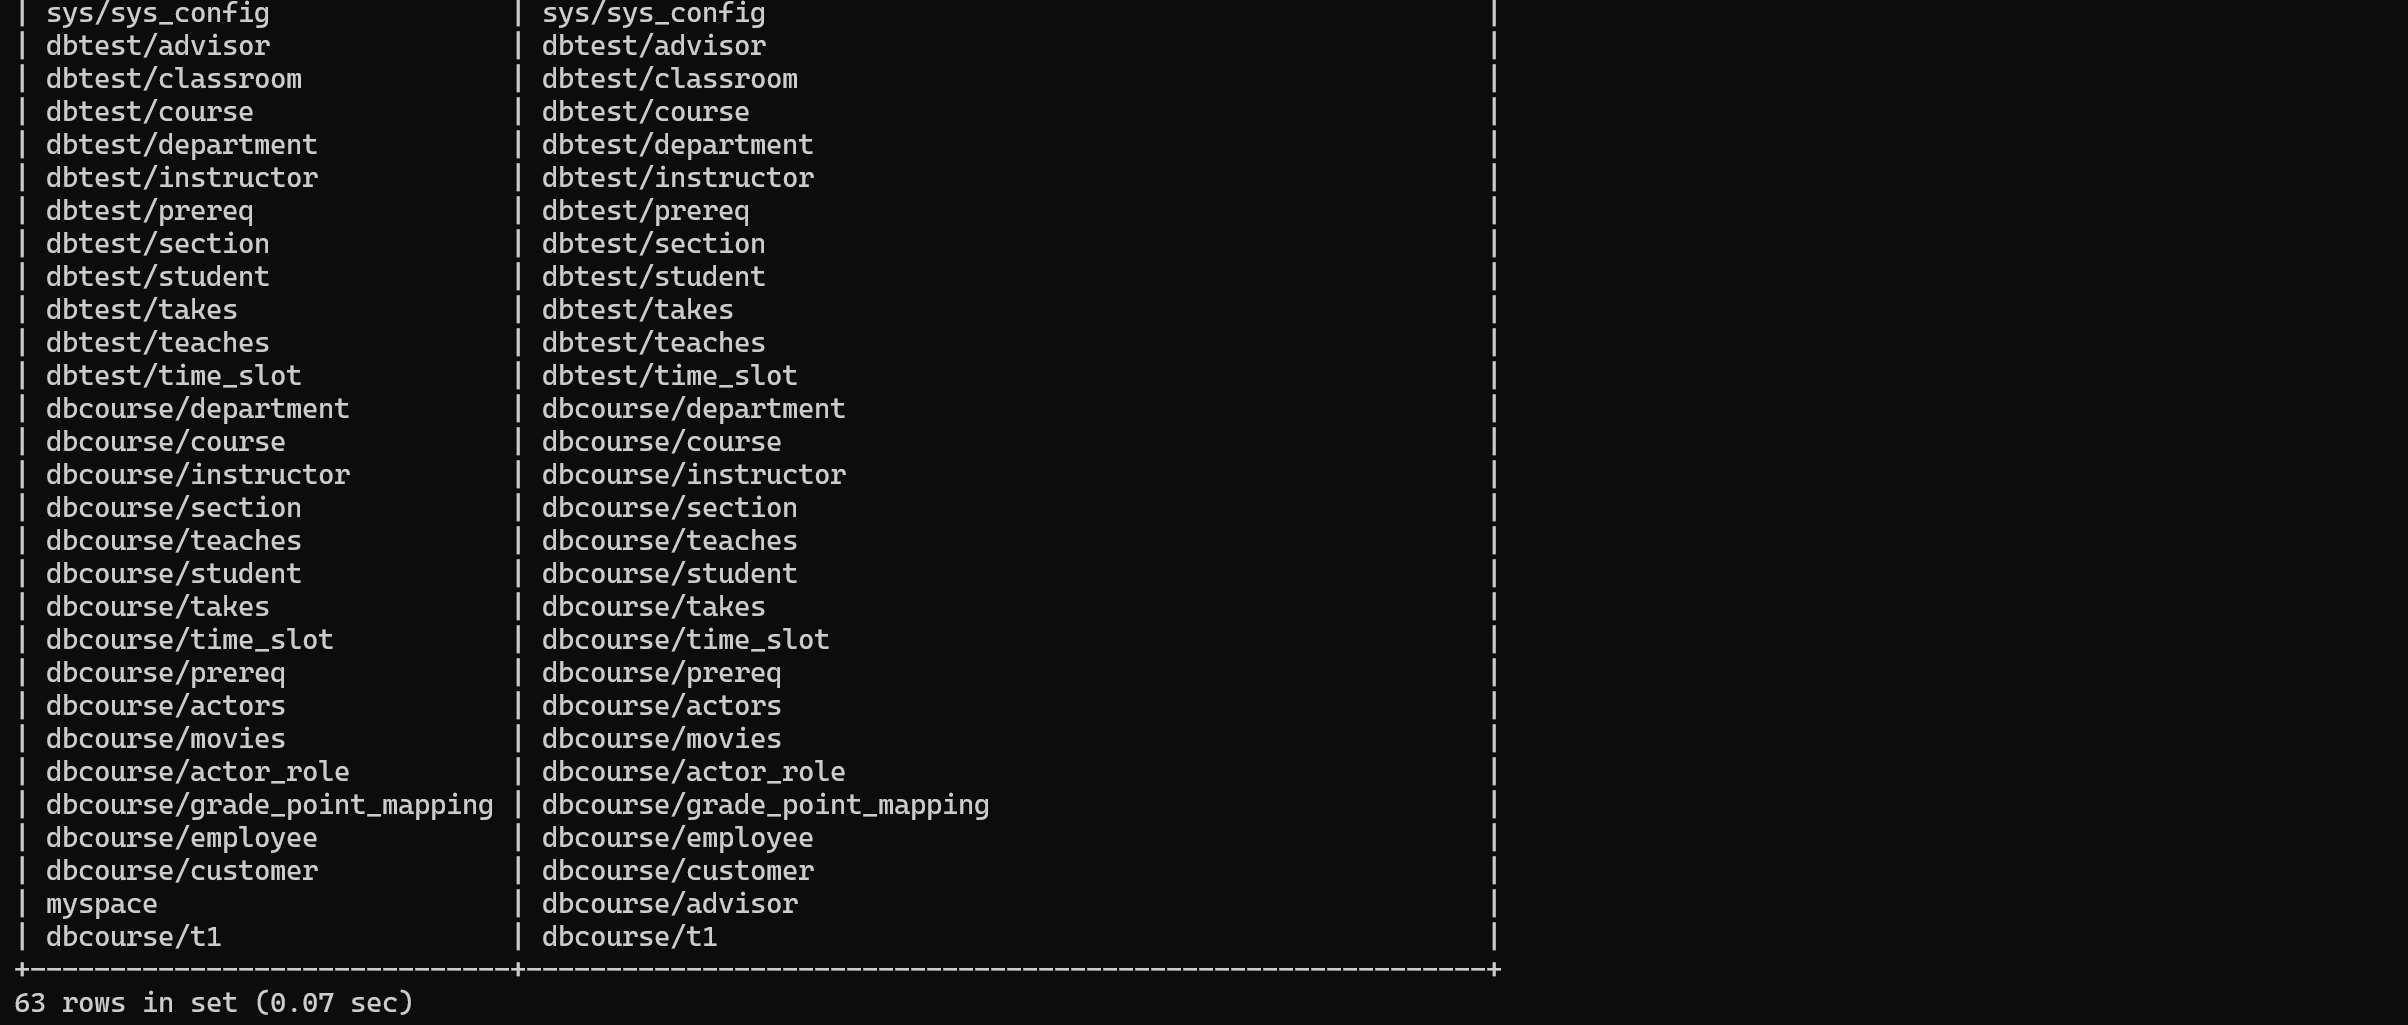 | sys/sys_config               | sys/sys_config                                             |
| dbtest/advisor               | dbtest/advisor                                             |
| dbtest/classroom             | dbtest/classroom                                           |
| dbtest/course                | dbtest/course                                              |
| dbtest/department            | dbtest/department                                          |
| dbtest/instructor            | dbtest/instructor                                          |
| dbtest/prereq                | dbtest/prereq                                              |
| dbtest/section               | dbtest/section                                             |
| dbtest/student               | dbtest/student                                             |
| dbtest/takes                 | dbtest/takes                                               |
| dbtest/teaches               | dbtest/teaches                                             |
| dbtest/time_slot             | dbtest/time_slot                                           |
| dbcourse/department          | dbcourse/department                                        |
| dbcourse/course              | dbcourse/course                                            |
| dbcourse/instructor          | dbcourse/instructor                                        |
| dbcourse/section             | dbcourse/section                                           |
| dbcourse/teaches             | dbcourse/teaches                                           |
| dbcourse/student             | dbcourse/student                                           |
| dbcourse/takes               | dbcourse/takes                                             |
| dbcourse/time_slot           | dbcourse/time_slot                                         |
| dbcourse/prereq              | dbcourse/prereq                                            |
| dbcourse/actors              | dbcourse/actors                                            |
| dbcourse/movies              | dbcourse/movies                                            |
| dbcourse/actor_role          | dbcourse/actor_role                                        |
| dbcourse/grade_point_mapping | dbcourse/grade_point_mapping                               |
| dbcourse/employee            | dbcourse/employee                                          |
| dbcourse/customer            | dbcourse/customer                                          |
| myspace                      | dbcourse/advisor                                           |
| dbcourse/t1                  | dbcourse/t1                                                |
+------------------------------+------------------------------------------------------------+
63 rows in set (0.07 sec)